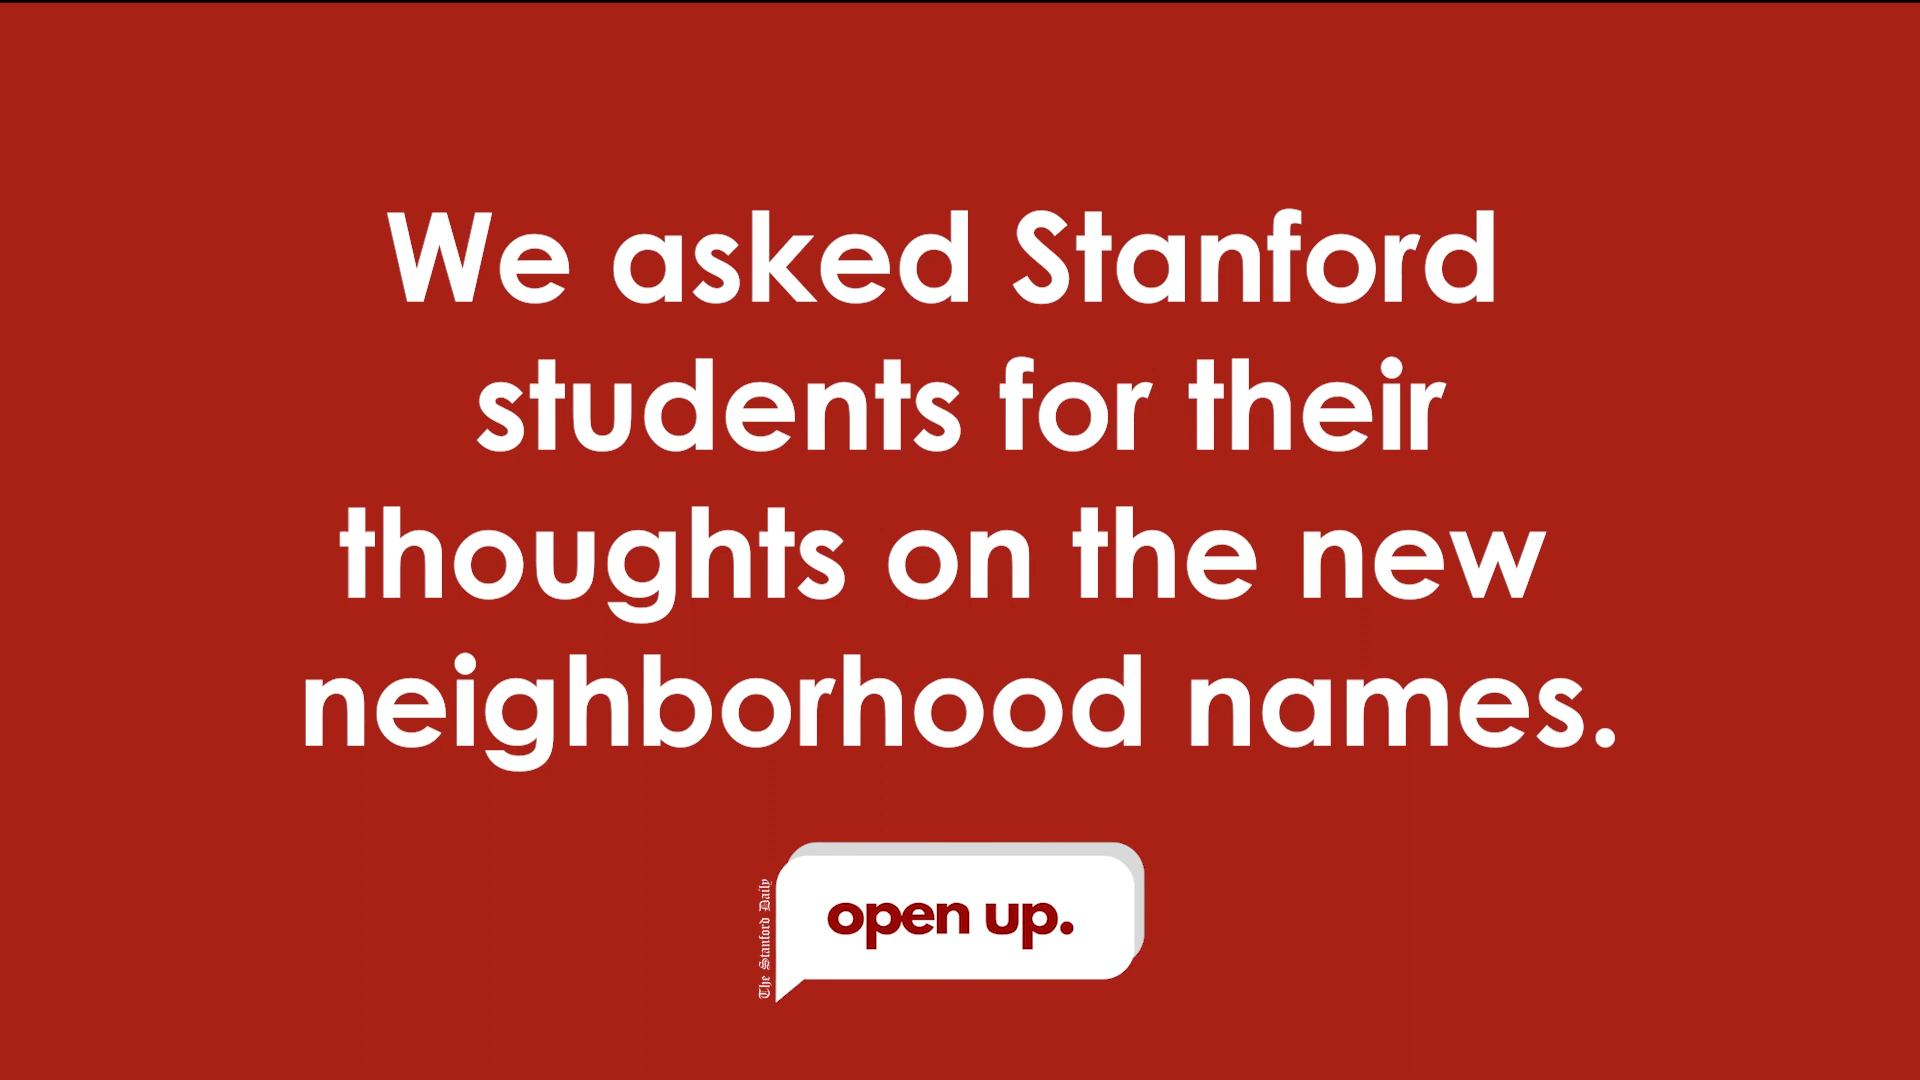 We asked Stanford
students for their
thoughts on the new
neighborhood names.
The Stanford Daily
open up.